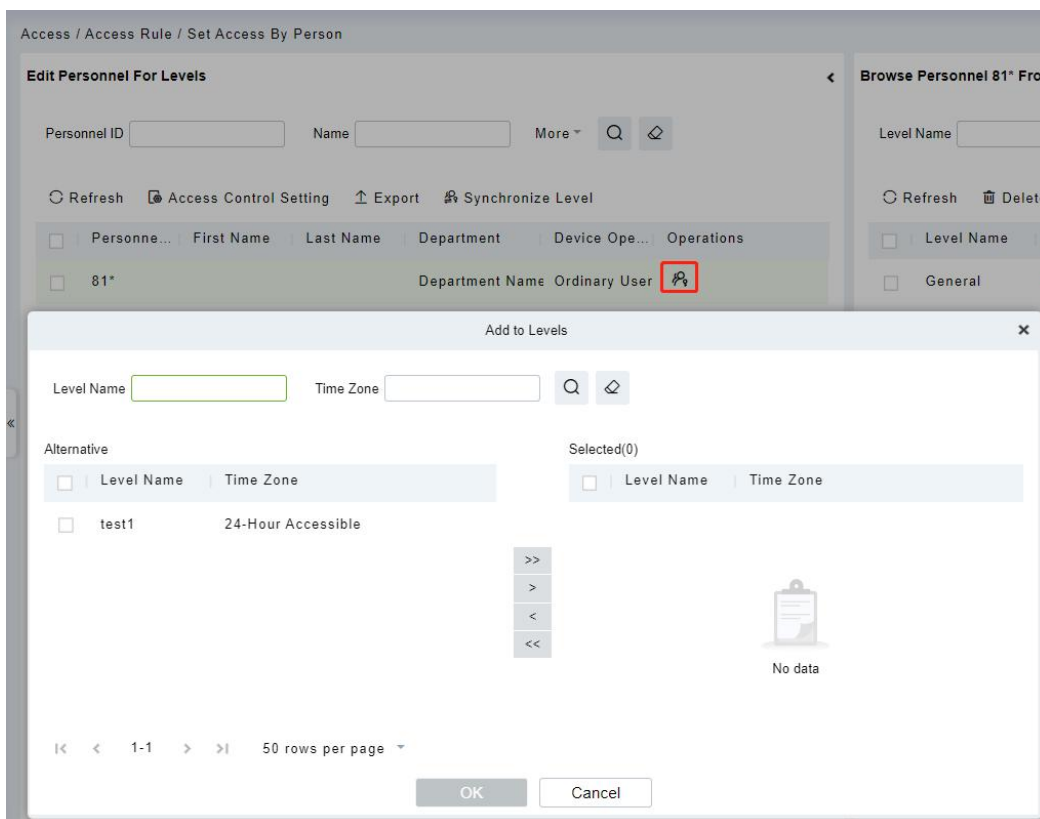 Access / Access Rule / Set Access By Person
Edit Personnel For Levels
Browse Personnel 81* Fro
Personnel ID Name More
Level Name
Refresh Access Control Setting Export Synchronize Level
Refresh Delet
Personne... First Name Last Name Department Device Ope... Operations
Level Name
81* Department Name Ordinary User
General
Add to Levels
Level Name Time Zone
Alternative
Selected(0)
Level Name Time Zone
Level Name Time Zone
test1 24-Hour Accessible
>>
>
<
<<
No data
|< < 1-1 > >| 50 rows per page
OK Cancel